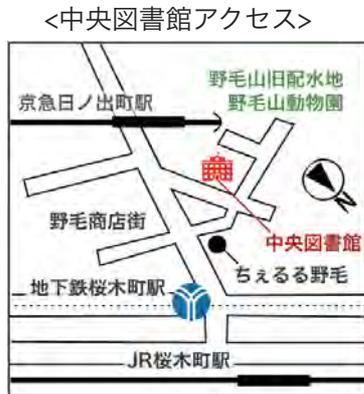 <中央図書館アクセス>
野毛山旧配水地
野毛山動物園
京急日ノ出町駅
N
野毛商店街
中央図書館
ちぇるる野毛
地下鉄桜木町駅
JR桜木町駅